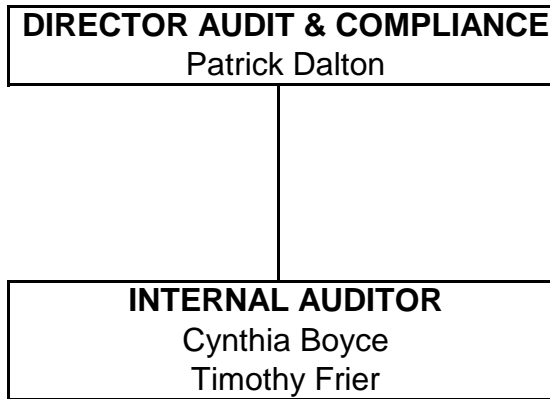 DIRECTOR AUDIT & COMPLIANCE
Patrick Dalton
INTERNAL AUDITOR
Cynthia Boyce
Timothy Frier